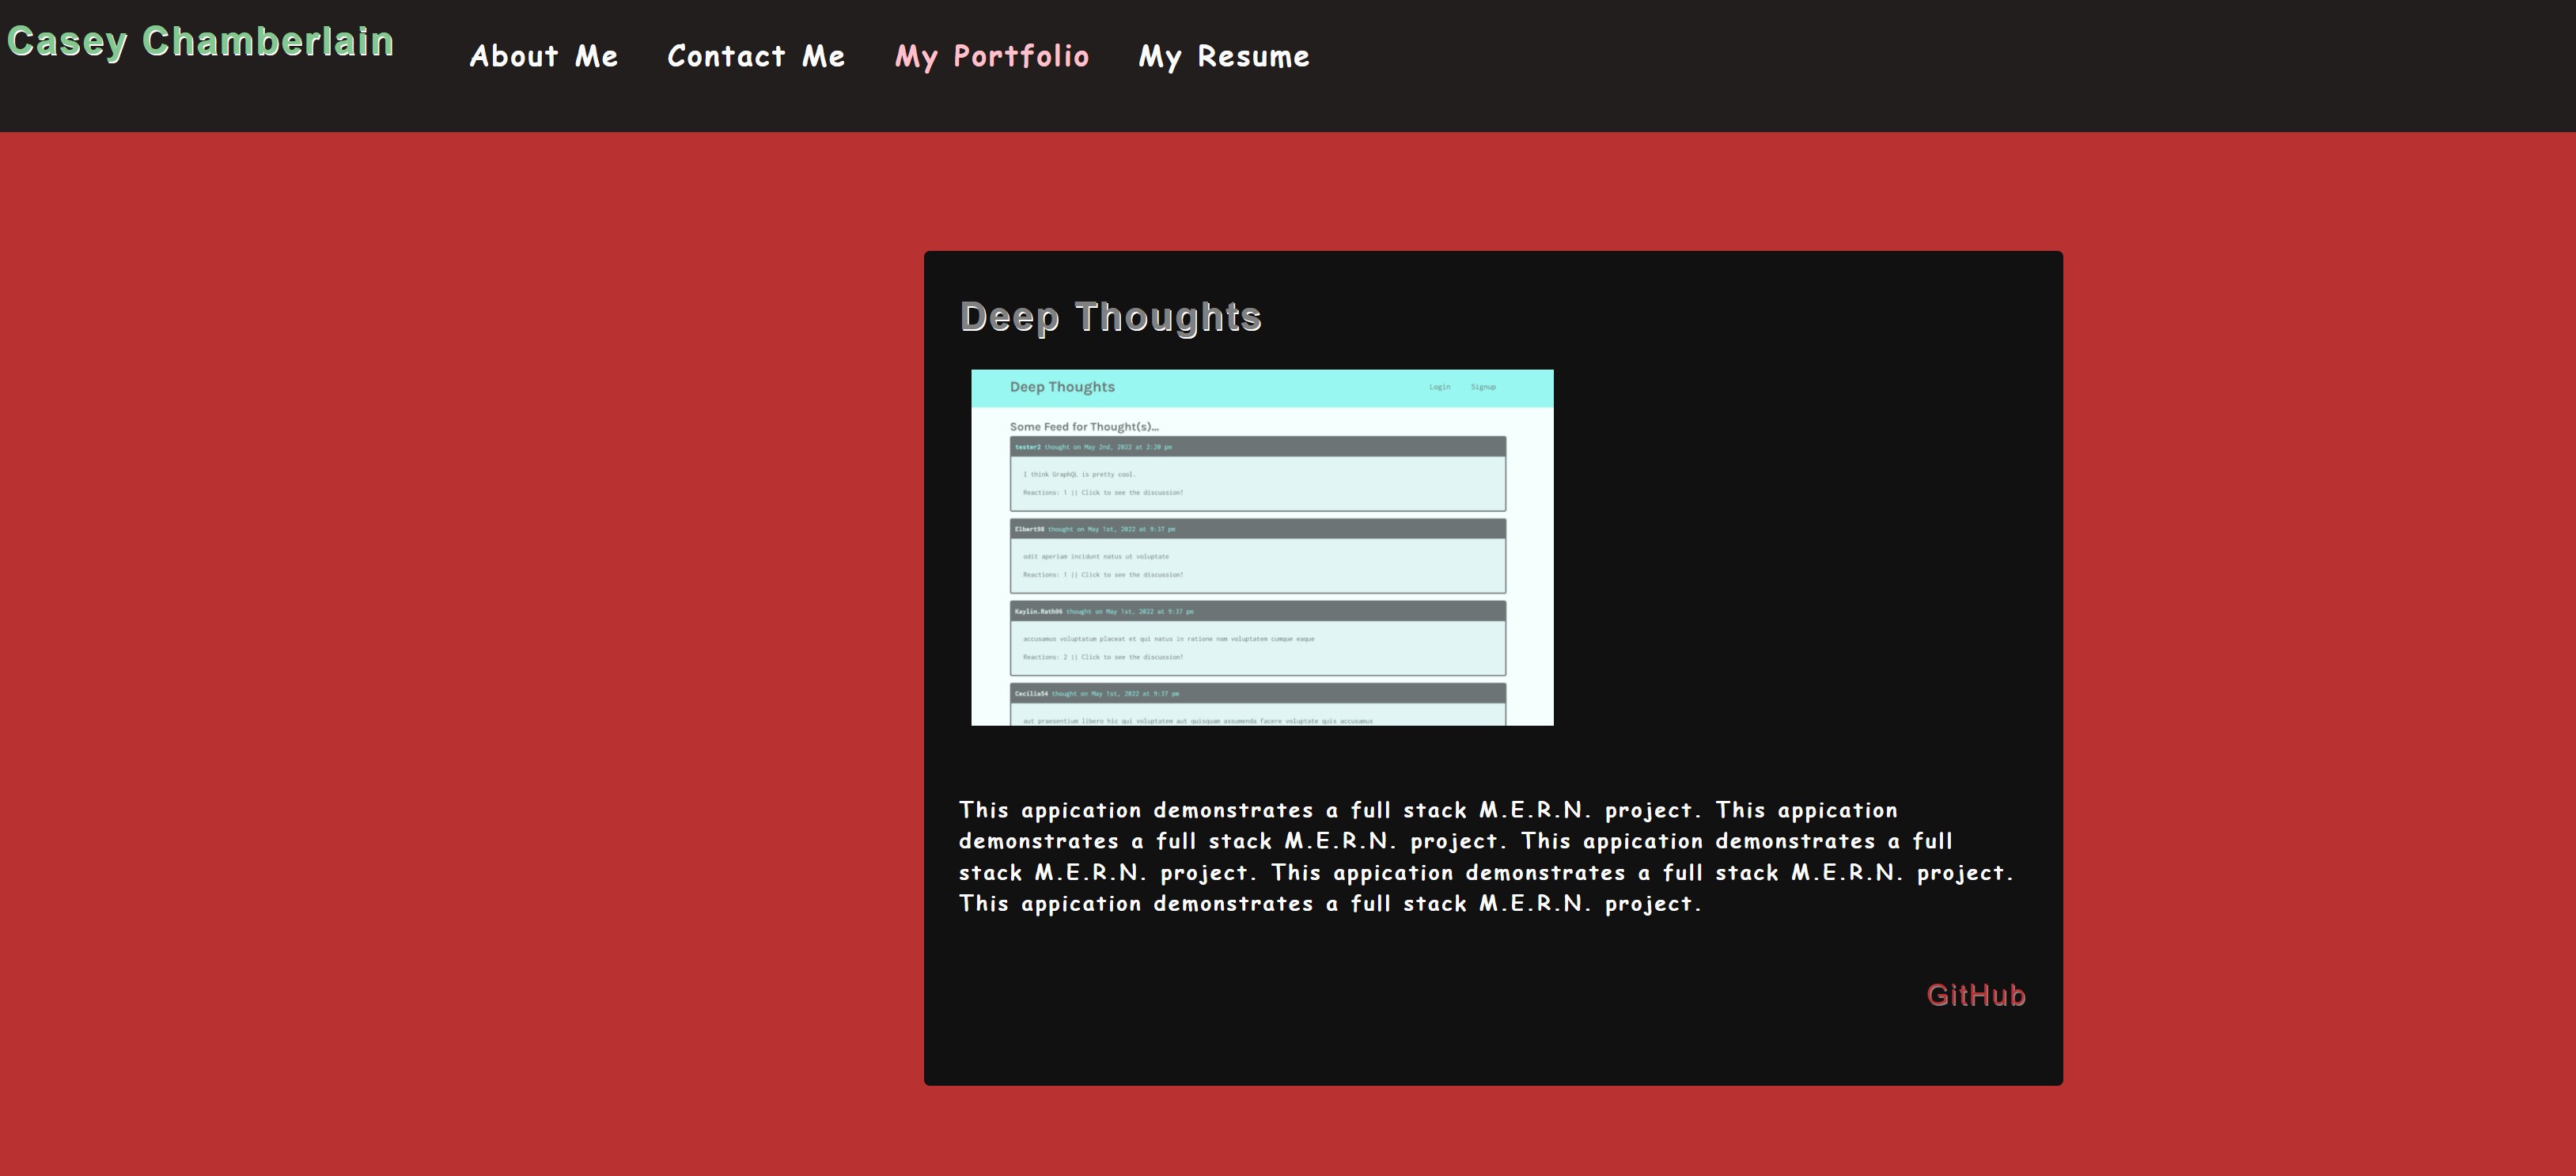 Casey Chamberlain
About Me Contact Me My Portfolio My Resume
Deep Thoughts
Deep Thoughts
Login Signup
Some Feed for Thought(s)...
tester2 thought on May 2nd, 2022 at 2:20 pm
I think GraphQL is pretty cool.
Reactions: 1 || Click to see the discussion!
Elbert98 thought on May 1st, 2022 at 9:37 pm
odit aperiam incidunt natus ut voluptate
Reactions: 1 || Click to see the discussion!
Kaylin.Rath96 thought on May 1st, 2022 at 9:37 pm
accusamus voluptatum placeat et qui natus in ratione nam voluptatem cumque eaque
Reactions: 2 || Click to see the discussion!
Cecilia54 thought on May 1st, 2022 at 9:37 pm
aut praesentium libero hic qui voluptatem aut quisquam assumenda facere voluptate quis accusamus
This appication demonstrates a full stack M.E.R.N. project. This appication
demonstrates a full stack M.E.R.N. project. This appication demonstrates a full
stack M.E.R.N. project. This appication demonstrates a full stack M.E.R.N. project.
This appication demonstrates a full stack M.E.R.N. project.
GitHub